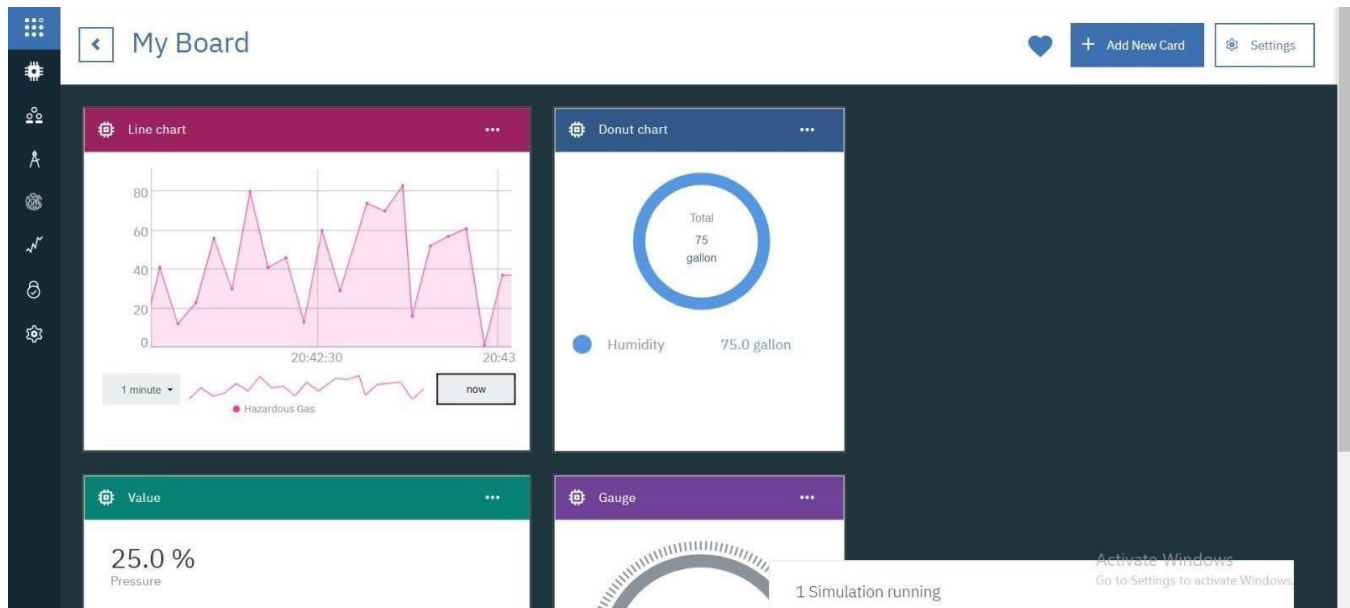 My Board
+ Add New Card
Settings
Line chart
80
60
40
20
0
20:42:30
20:43
1 minute
now
Hazardous Gas
Donut chart
Total
75
gallon
Humidity
75.0 gallon
Value
25.0 %
Pressure
Gauge
1 Simulation running
Activate Windows
Go to Settings to activate Windows.